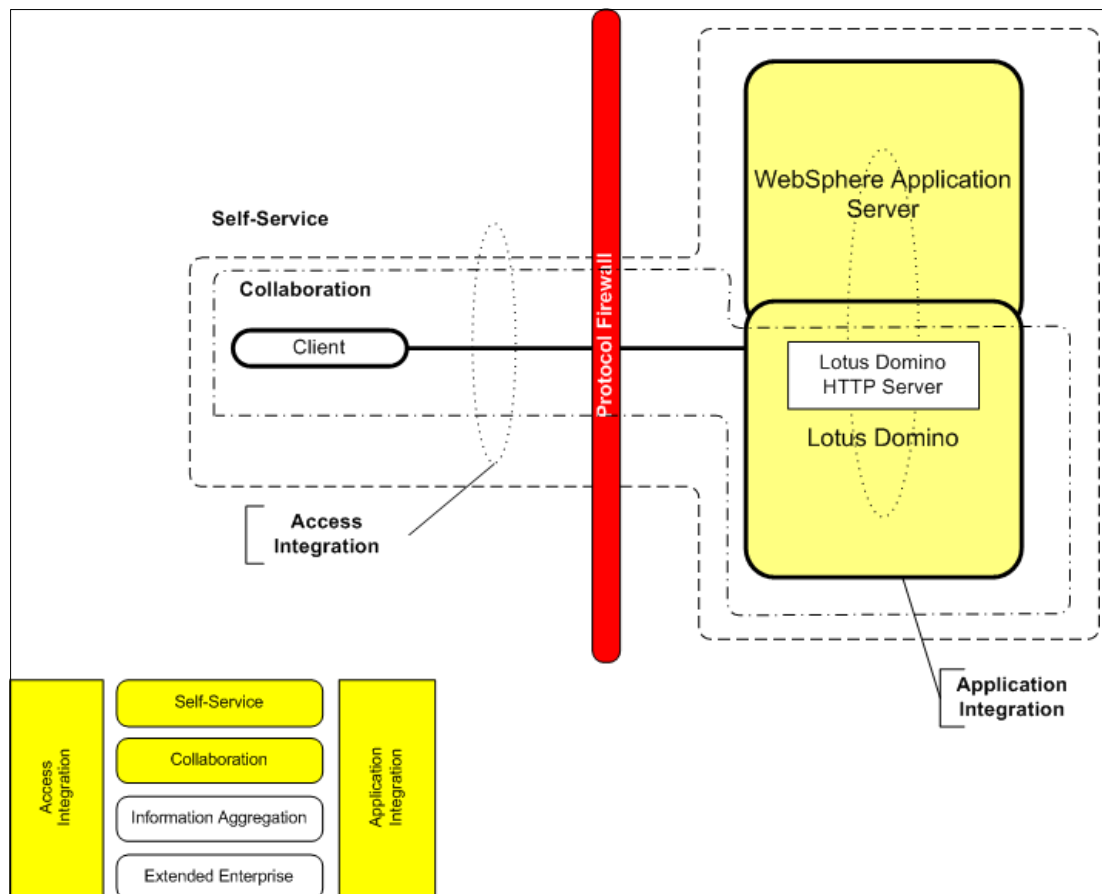 WebSphere Application
Server
Self-Service
Collaboration
Client
Protocol Firewall
Lotus Domino
HTTP Server
Lotus Domino
Access
Integration
Application
Integration
Access
Integration
Self-Service
Collaboration
Information Aggregation
Extended Enterprise
Application
Integration